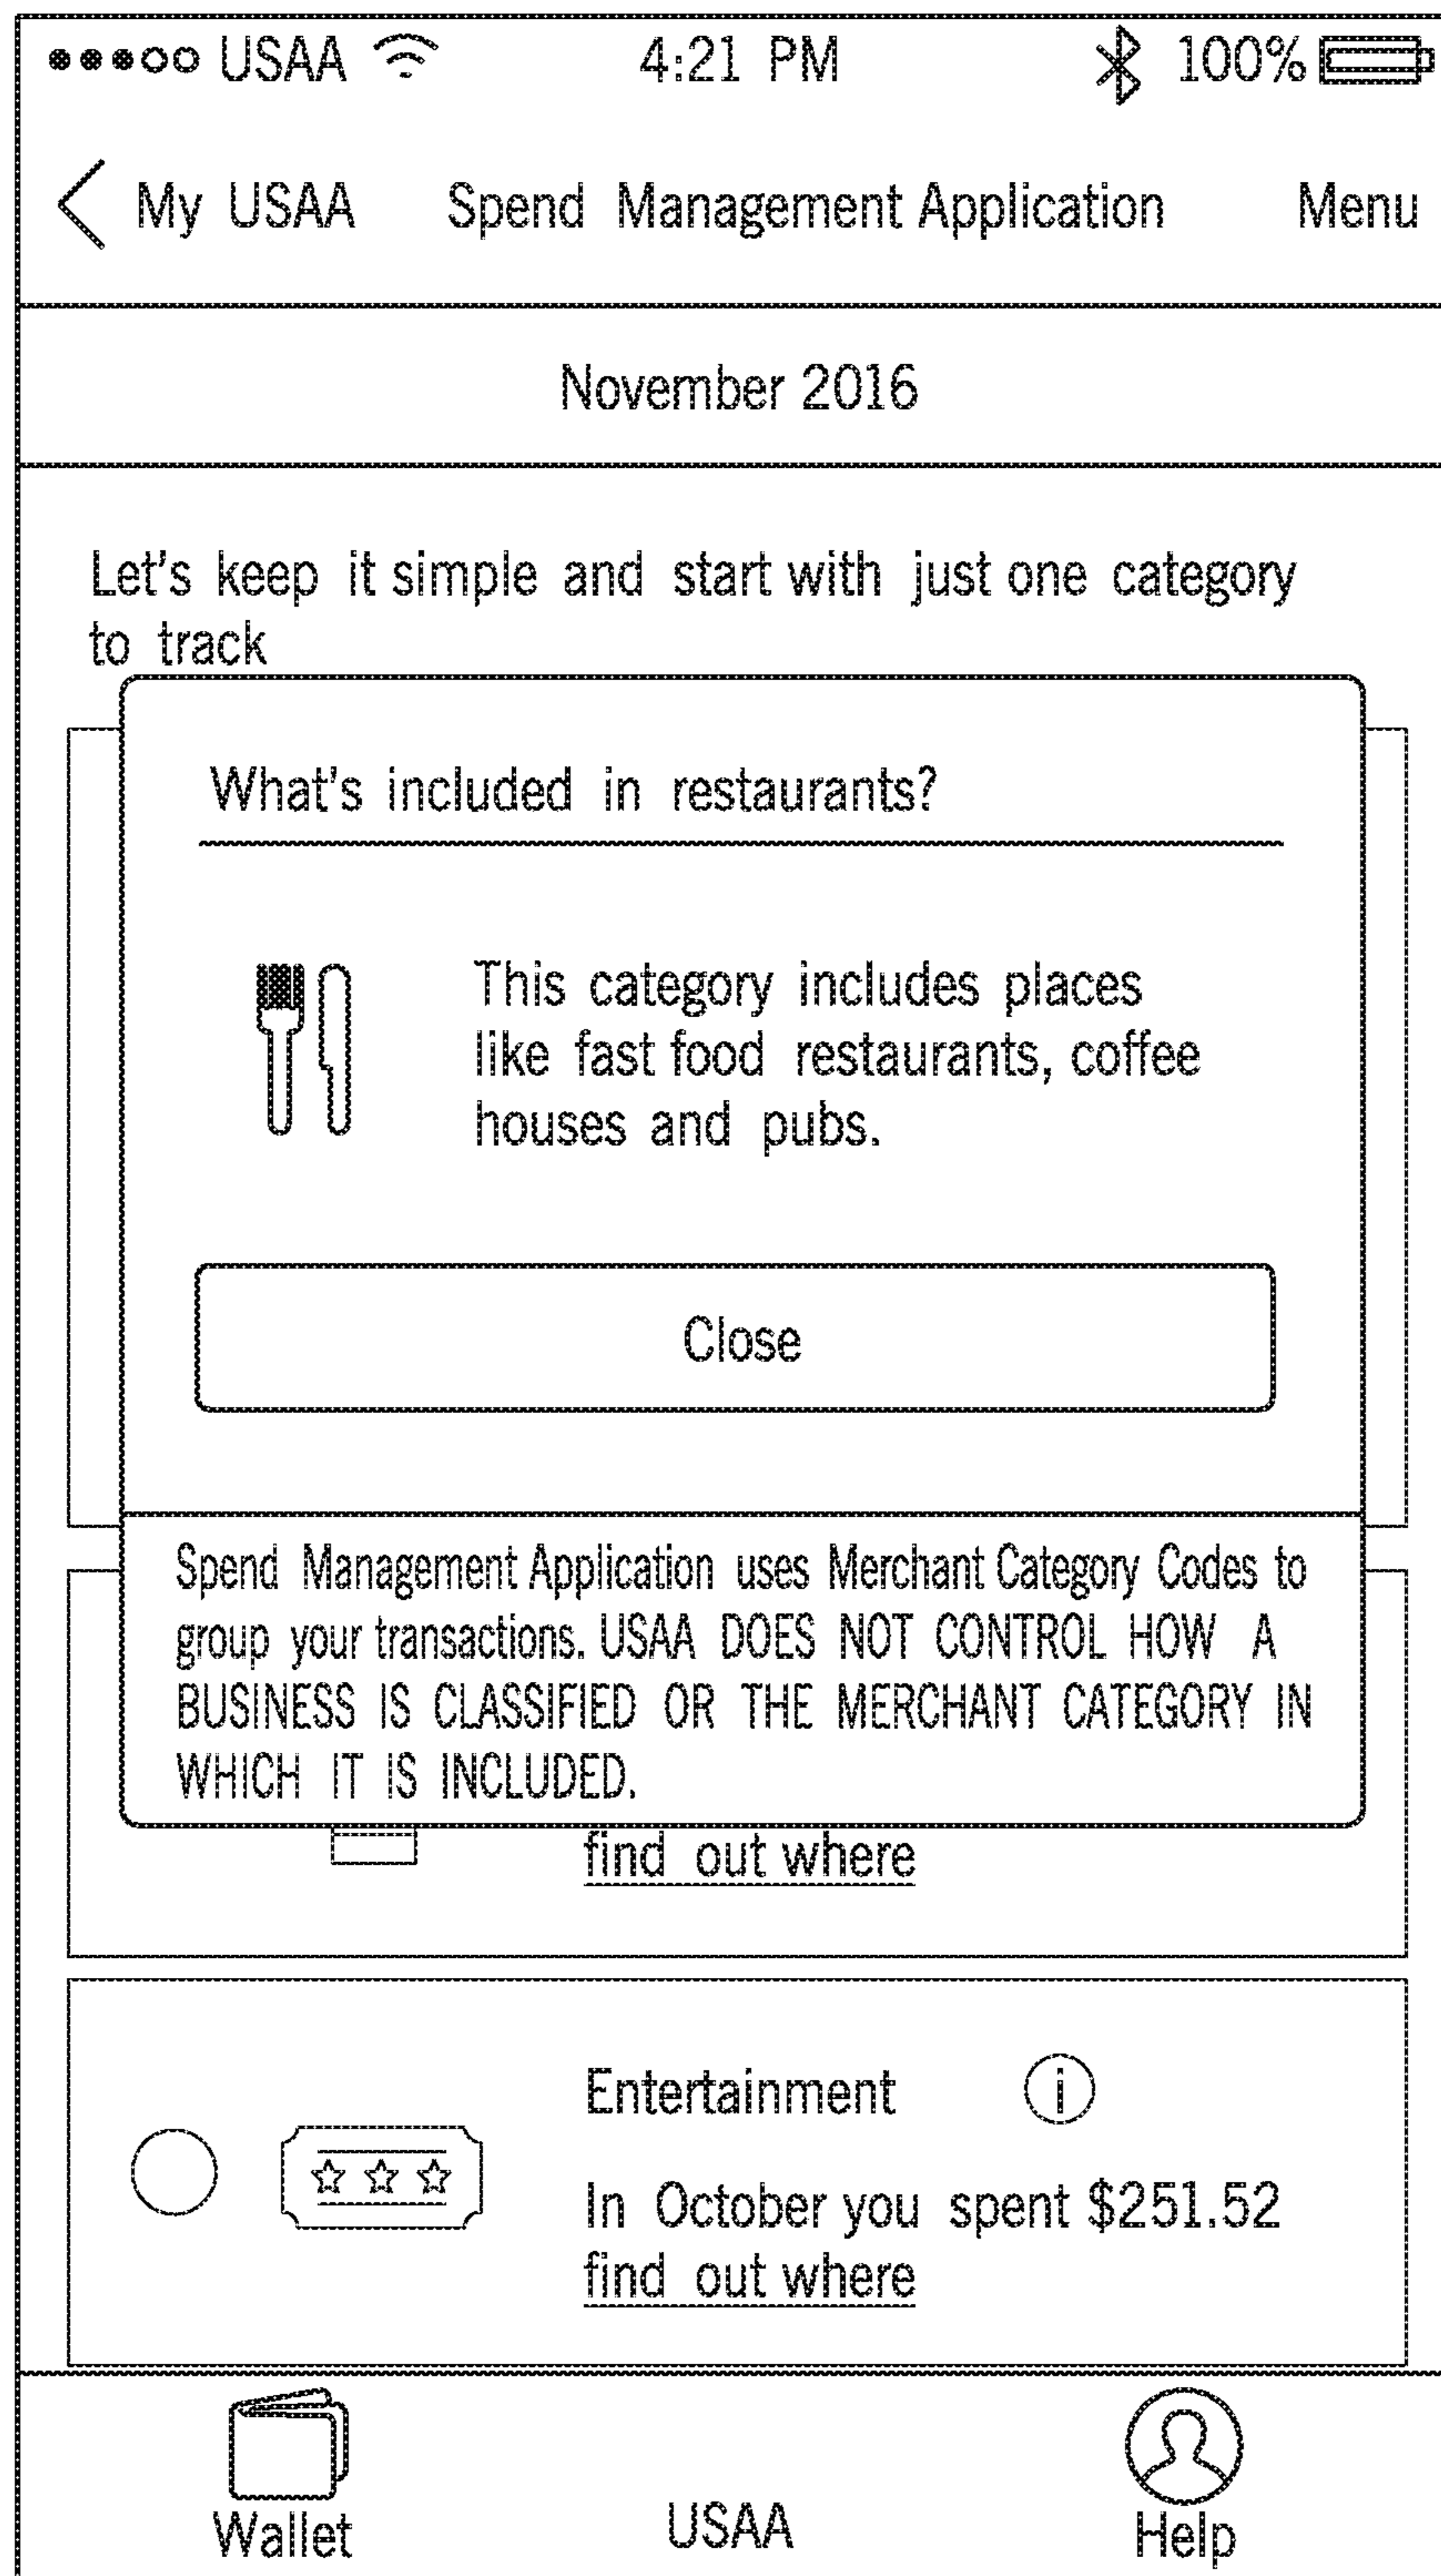 USAA 4:21 PM 100%
My USAA Spend Management Application Menu
November 2016
Let's keep it simple and start with just one category
to track
What's included in restaurants?
This category includes places
like fast food restaurants, coffee
houses and pubs.
Close
Spend Management Application uses Merchant Category Codes to
group your transactions. USAA DOES NOT CONTROL HOW A
BUSINESS IS CLASSIFIED OR THE MERCHANT CATEGORY IN
WHICH IT IS INCLUDED.
find out where
Entertainment i
In October you spent $251.52
find out where
Wallet USAA Help